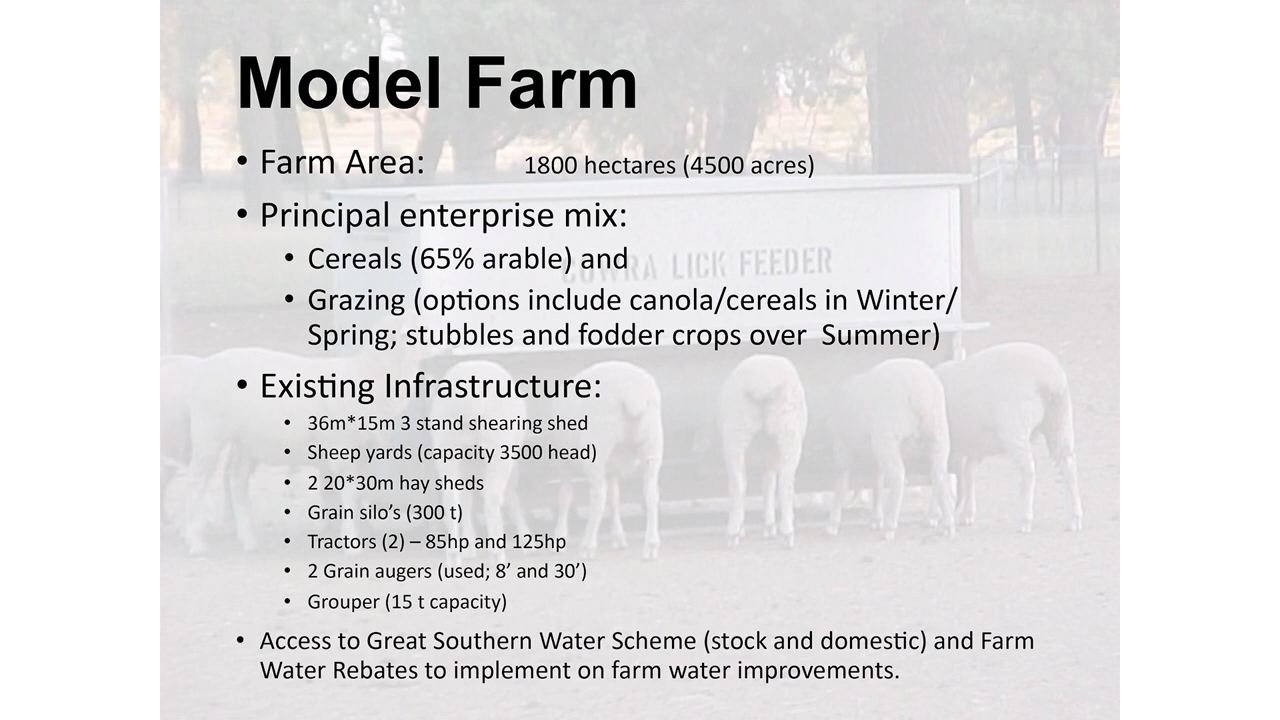 Model Farm
• Farm Area: 1800 hectares (4500 acres)
• Principal enterprise mix:
• Cereals (65% arable) and
• Grazing (options include canola/cereals in Winter/
Spring; stubbles and fodder crops over  Summer)
COWRA LICK FEEDER
• Existing Infrastructure:
• 36m*15m 3 stand shearing shed
• Sheep yards (capacity 3500 head)
• 2 20*30m hay sheds
• Grain silo’s (300 t)
• Tractors (2) – 85hp and 125hp
• 2 Grain augers (used; 8’ and 30’)
• Grouper (15 t capacity)
• Access to Great Southern Water Scheme (stock and domestic) and Farm
Water Rebates to implement on farm water improvements.